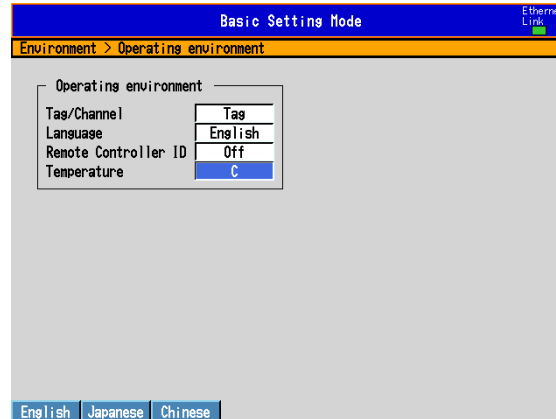 Basic Setting Mode
Etherne
Link
Environment > Operating environment
Operating environment
Tag/Channel Tag
Language English
Remote Controller ID Off
Temperature C
English Japanese Chinese